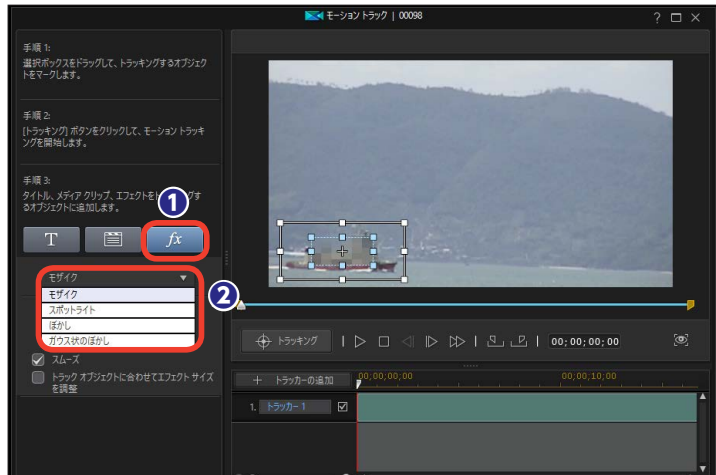 モーション トラック | 00098
?
手順 1:
選択ボックスをドラッグして、トラッキングするオブジェク
トをマークします。
手順 2:
[トラッキング] ボタンをクリックして、モーション トラッキ
ングを開始します。
手順 3:
タイトル、メディア クリップ、エフェクトを
するオブジェクトに追加します。
1
T
fx
モザイク
モザイク
スポットライト
ぼかし
ガウス状のぼかし
2
スムーズ
トラック オブジェクトに合わせてエフェクト サイズ
を調整
トラッキング
00;00;00;00
+ トラッカーの追加
00;00;00;00
00;00;10;00
1. トラッカー 1